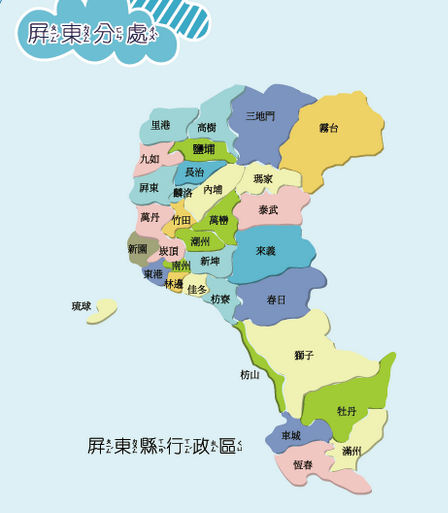 屏東分處
里港
高樹
三地門
霧台
九如
鹽埔
長治
瑪家
屏東
麟洛
內埔
萬丹
竹田
萬巒
泰武
新園
崁頂
潮州
來義
東港
南州
新埤
林邊
佳冬
枋寮
春日
琉球
獅子
枋山
牡丹
車城
滿州
恆春
屏東縣行政區